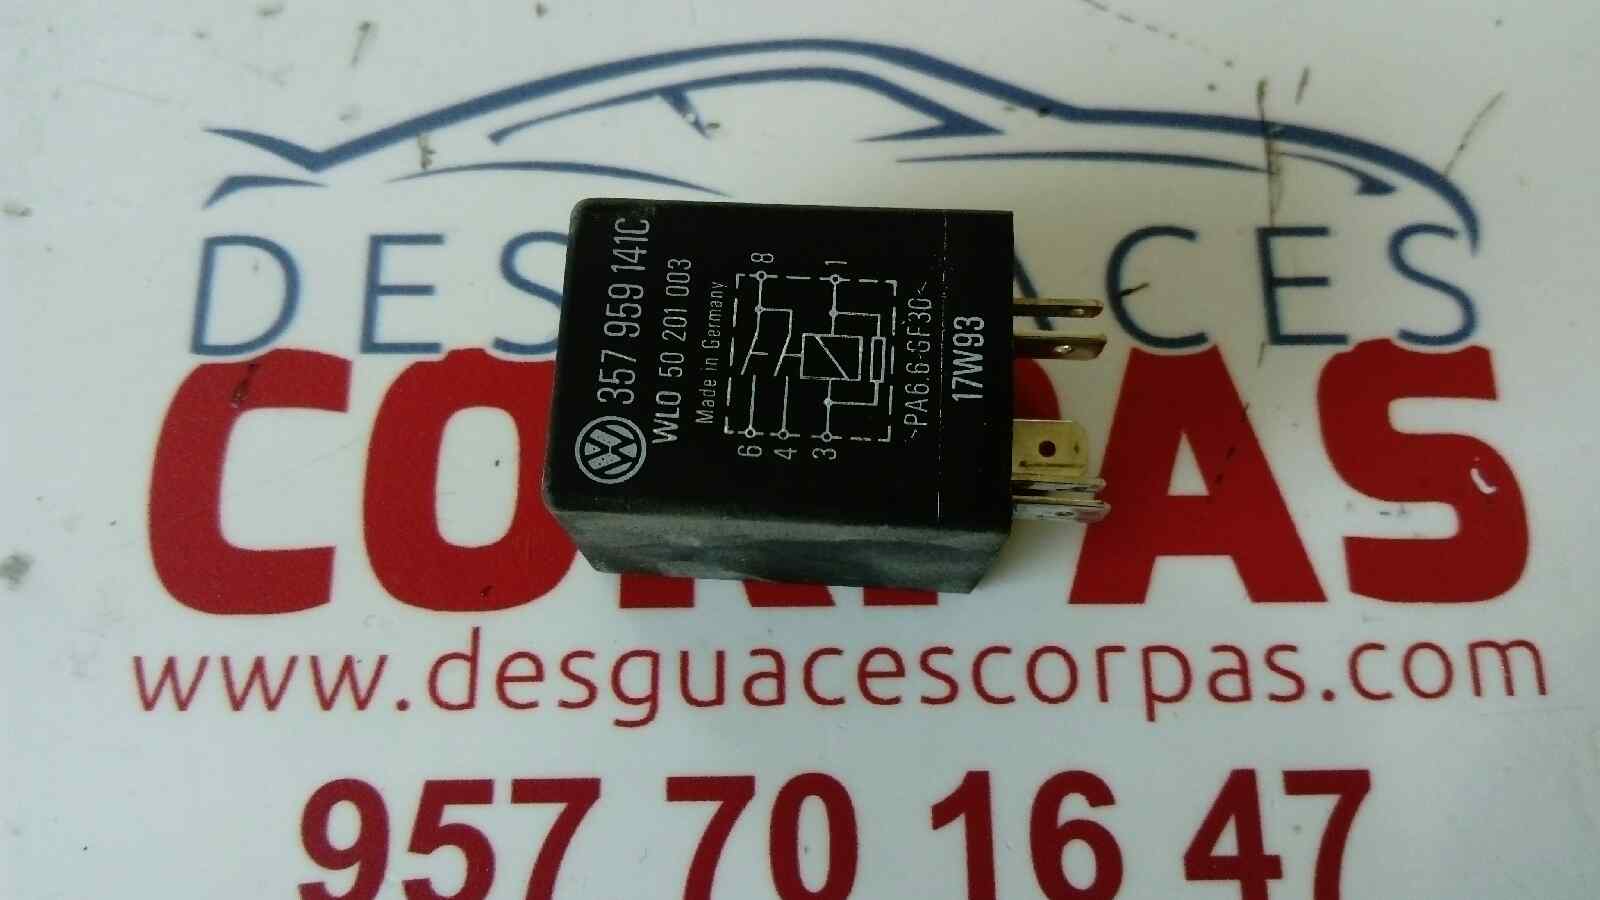 DESGUACES
CORPAS
www.desguacescorpas.com
957 70 16 47
357 959 141C
WLO 50 201 003
Made in Germany
8 1
6 4 3
~PA6.6-GF30~
17W93